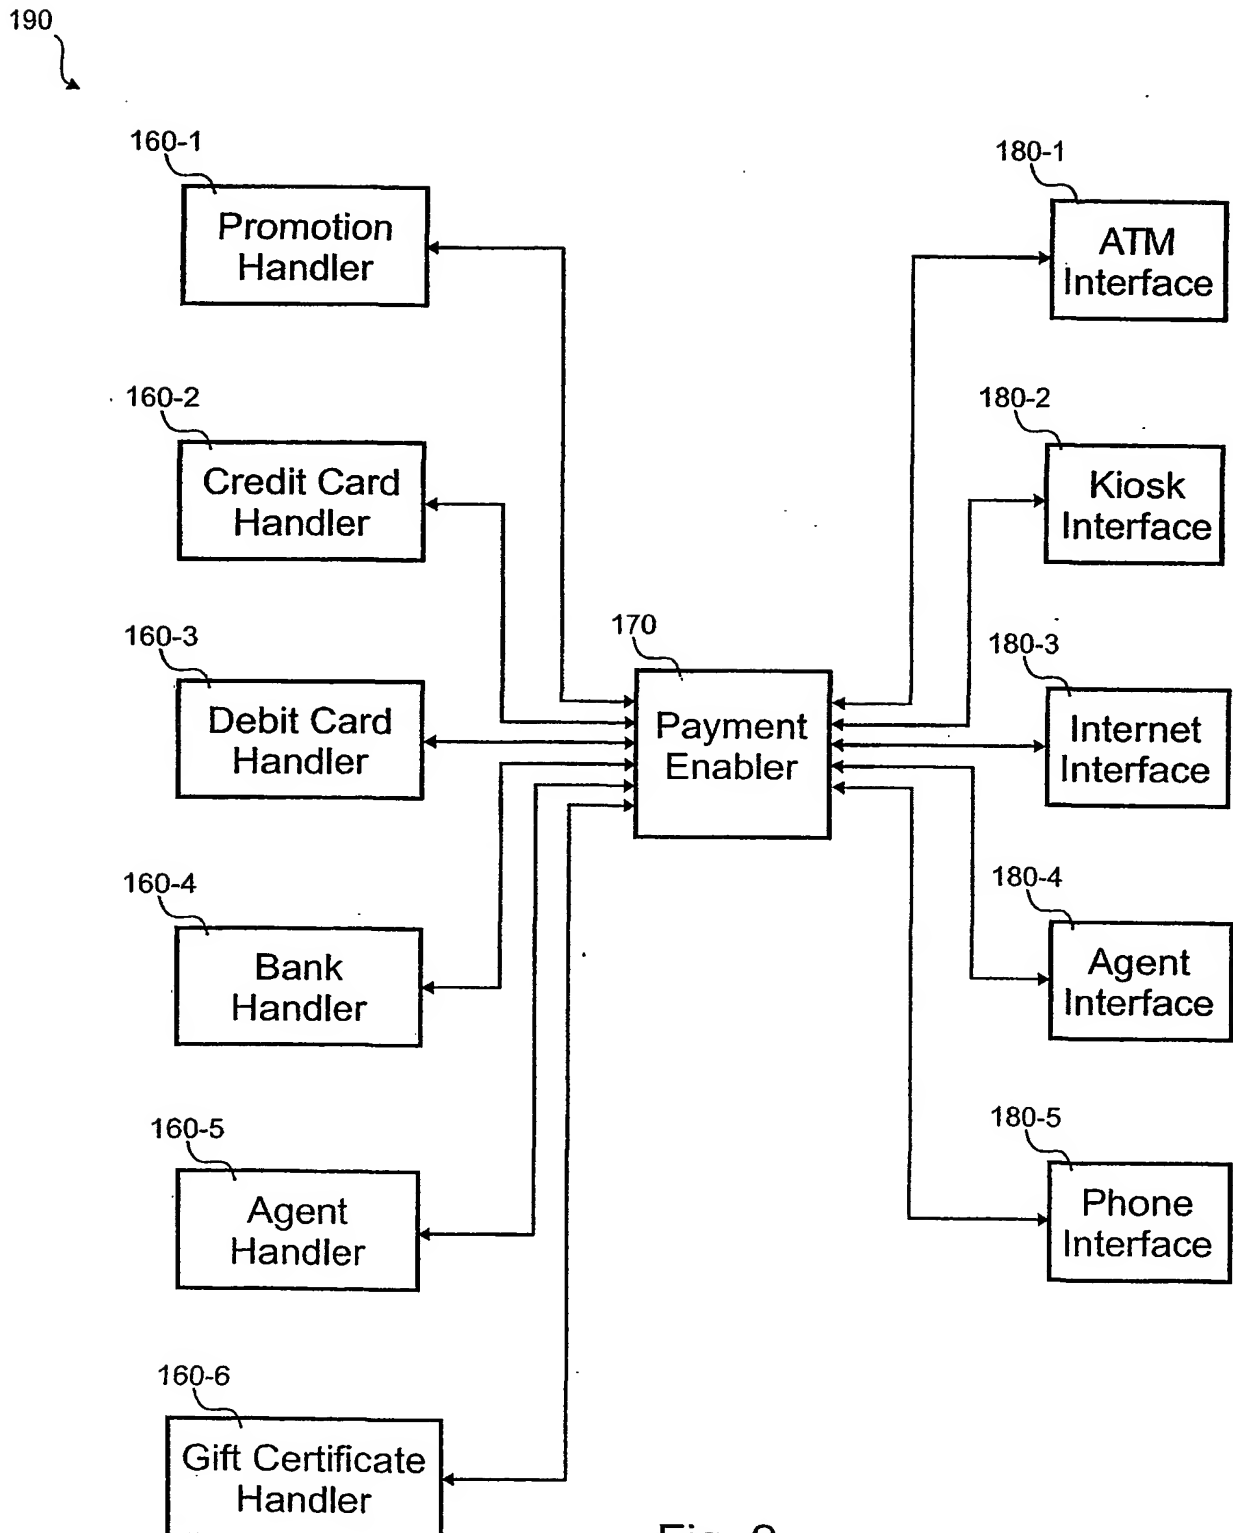 190
160-1
Promotion
Handler
160-2
Credit Card
Handler
160-3
Debit Card
Handler
160-4
Bank
Handler
160-5
Agent
Handler
160-6
Gift Certificate
Handler
170
Payment
Enabler
180-1
ATM
Interface
180-2
Kiosk
Interface
180-3
Internet
Interface
180-4
Agent
Interface
180-5
Phone
Interface
Fig.